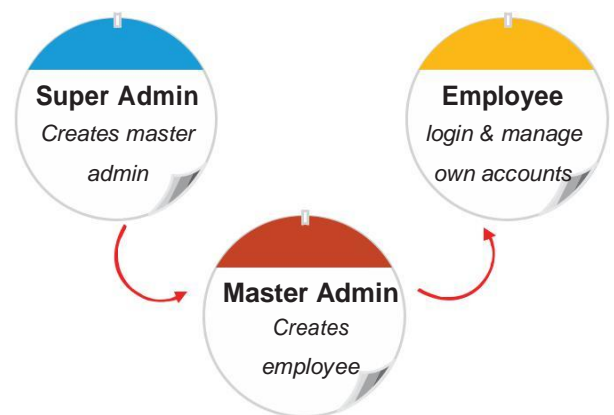 Super Admin
Creates master
admin
Master Admin
Creates
employee
Employee
login & manage
own accounts